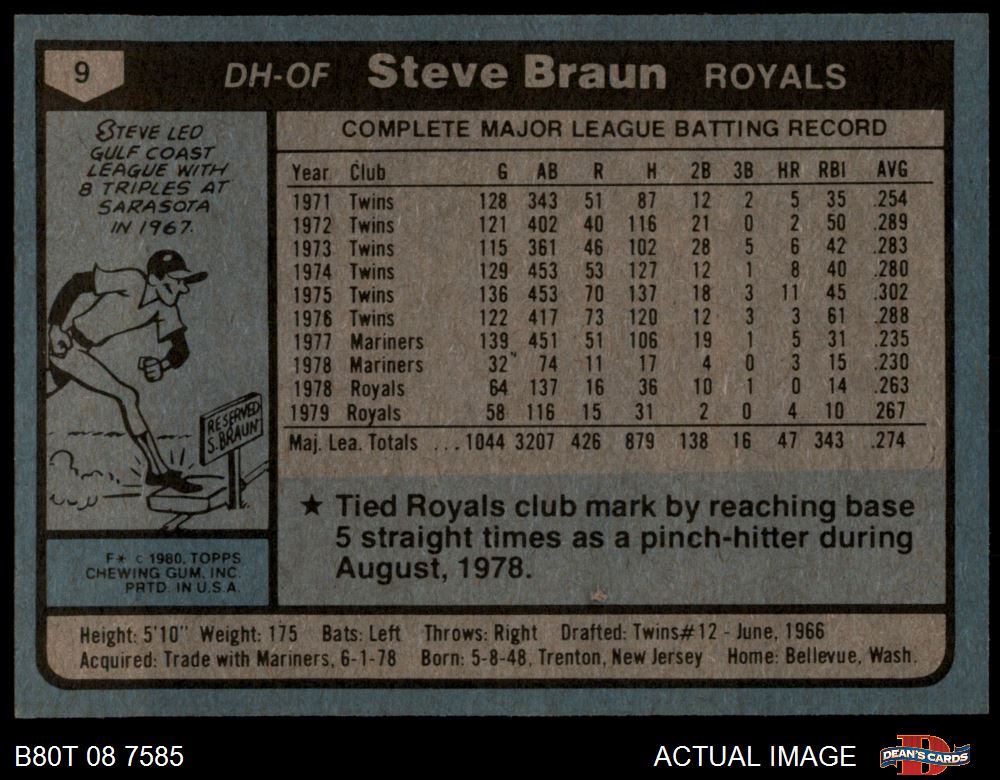 9
DH-OF Steve Braun ROYALS
STEVE LED
GULF COAST
LEAGUE WITH
8 TRIPLES AT
SARASOTA
IN 1967.
RESERVED
S. BRAUN
F* © 1980, TOPPS
CHEWING GUM, INC.
PRTD. IN U.S.A.
COMPLETE MAJOR LEAGUE BATTING RECORD
Year Club G AB R H 2B 3B HR RBI AVG
1971 Twins 128 343 51 87 12 2 5 35 .254
1972 Twins 121 402 40 116 21 0 2 50 .289
1973 Twins 115 361 46 102 28 5 6 42 .283
1974 Twins 129 453 53 127 12 1 8 40 .280
1975 Twins 136 453 70 137 18 3 11 45 .302
1976 Twins 122 417 73 120 12 3 3 61 .288
1977 Mariners 139 451 51 106 19 1 5 31 .235
1978 Mariners 32 74 11 17 4 0 3 15 .230
1978 Royals 64 137 16 36 10 1 0 14 .263
1979 Royals 58 116 15 31 2 0 4 10 .267
Maj. Lea. Totals ... 1044 3207 426 879 138 16 47 343 .274
★ Tied Royals club mark by reaching base
5 straight times as a pinch-hitter during
August, 1978.
Height: 5'10" Weight: 175 Bats: Left Throws: Right Drafted: Twins#12 - June, 1966
Acquired: Trade with Mariners, 6-1-78 Born: 5-8-48, Trenton, New Jersey Home: Bellevue, Wash.
B80T 08 7585 ACTUAL IMAGE D DEAN'S CARDS